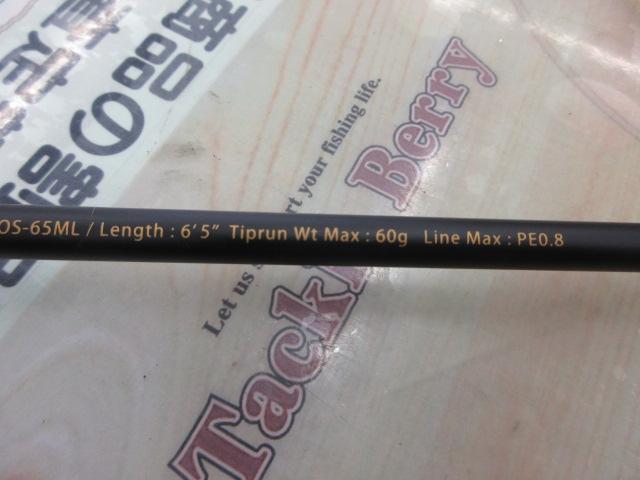 OS-65ML / Length : 6'5" Tiprun Wt Max : 60g Line Max : PE0.8
Let us s rt your fishing life.
Tackl Berry